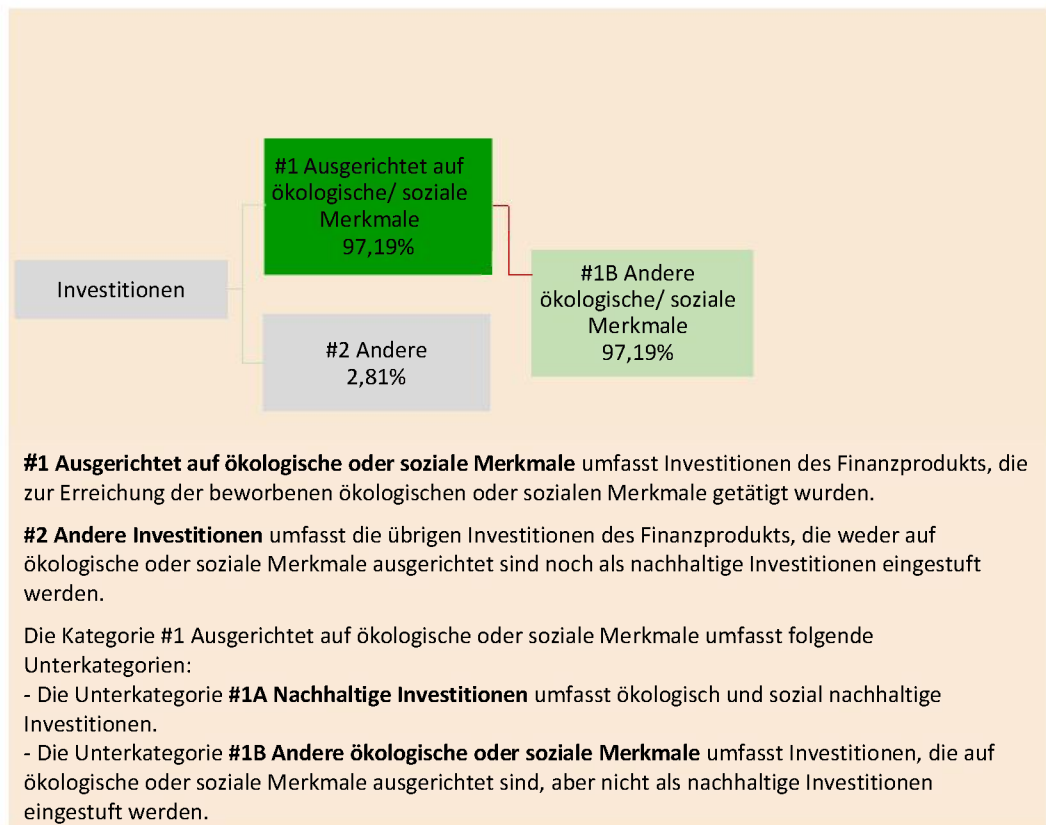 #1 Ausgerichtet auf
ökologische/ soziale
Merkmale
97,19%
Investitionen
#1B Andere
ökologische/ soziale
Merkmale
97,19%
#2 Andere
2,81%
#1 Ausgerichtet auf ökologische oder soziale Merkmale umfasst Investitionen des Finanzprodukts, die
zur Erreichung der beworbenen ökologischen oder sozialen Merkmale getätigt wurden.
#2 Andere Investitionen umfasst die übrigen Investitionen des Finanzprodukts, die weder auf
ökologische oder soziale Merkmale ausgerichtet sind noch als nachhaltige Investitionen eingestuft
werden.
Die Kategorie #1 Ausgerichtet auf ökologische oder soziale Merkmale umfasst folgende
Unterkategorien:
- Die Unterkategorie #1A Nachhaltige Investitionen umfasst ökologisch und sozial nachhaltige
Investitionen.
- Die Unterkategorie #1B Andere ökologische oder soziale Merkmale umfasst Investitionen, die auf
ökologische oder soziale Merkmale ausgerichtet sind, aber nicht als nachhaltige Investitionen
eingestuft werden.